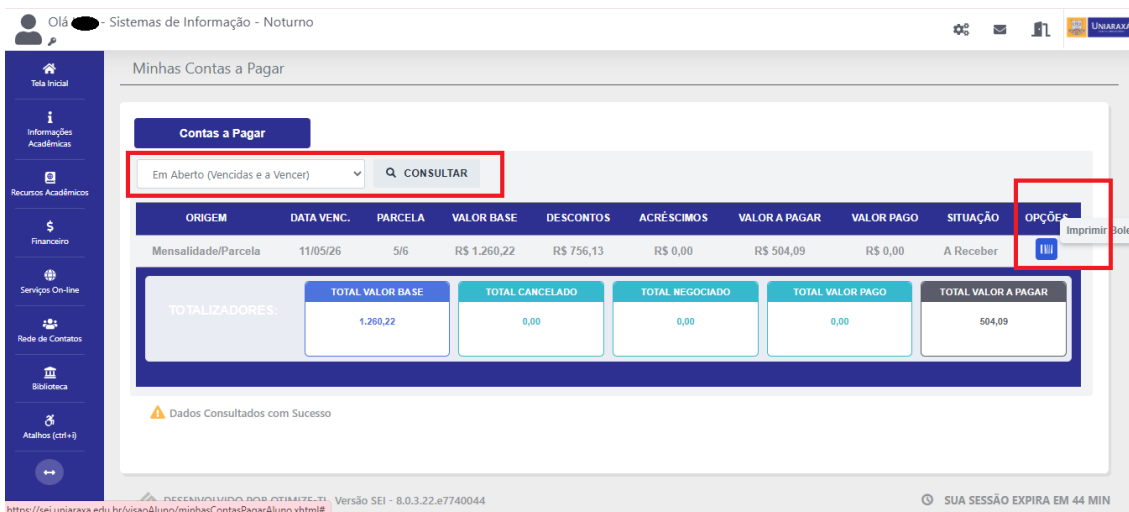 Olá - Sistemas de Informação - Noturno
UNIARAXÁ
Tela Inicial
Informações
Acadêmicas
Recursos Acadêmicos
Financeiro
Serviços On-line
Rede de Contatos
Biblioteca
Atalhos (ctrl+i)
Minhas Contas a Pagar
Contas a Pagar
Em Aberto (Vencidas e a Vencer) CONSULTAR
ORIGEM DATA VENC. PARCELA VALOR BASE DESCONTOS ACRÉSCIMOS VALOR A PAGAR VALOR PAGO SITUAÇÃO OPÇÕES
Imprimir Bole
Mensalidade/Parcela 11/05/26 5/6 R$ 1.260,22 R$ 756,13 R$ 0,00 R$ 504,09 R$ 0,00 A Receber
TOTALIZADORES:
TOTAL VALOR BASE TOTAL CANCELADO TOTAL NEGOCIADO TOTAL VALOR PAGO TOTAL VALOR A PAGAR
1.260,22 0,00 0,00 0,00 504,09
Dados Consultados com Sucesso
DESENVOLVIDO POR OTIMIZE-TI Versão SEI - 8.0.3.22.e7740044
SUA SESSÃO EXPIRA EM 44 MIN
https://sei.uniaraxa.edu.br/visaoAluno/minhasContasPagarAluno.xhtml#